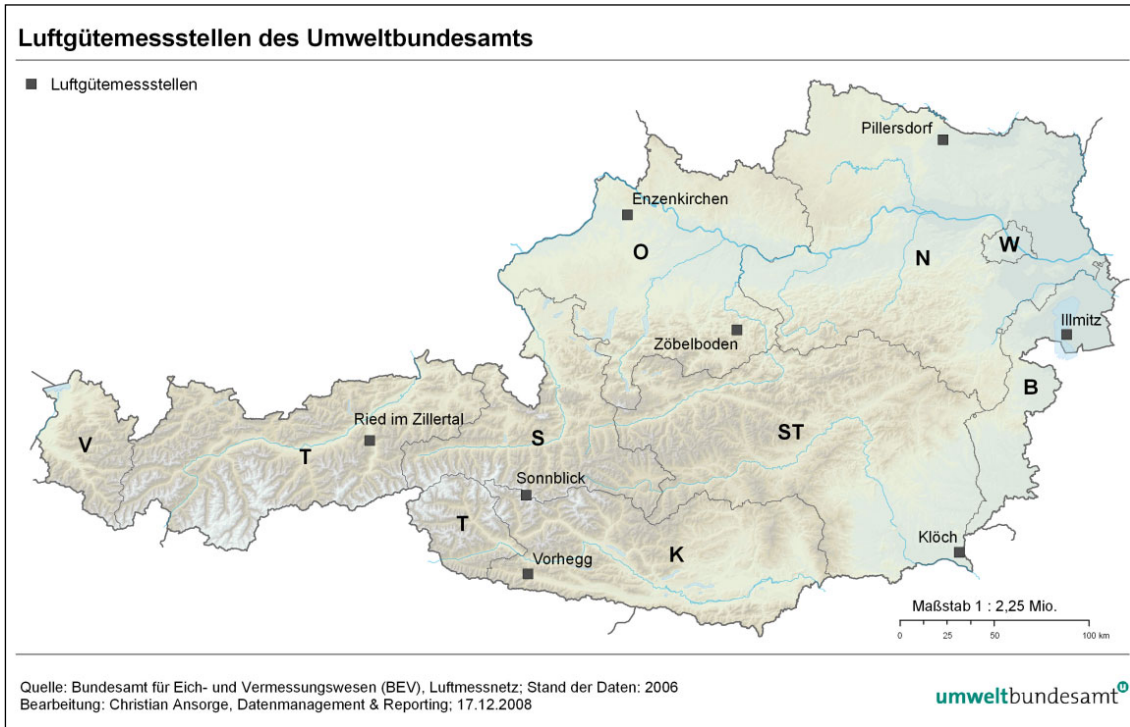 Luftgütemessstellen des Umweltbundesamts
Luftgütemessstellen
Pillersdorf
Enzenkirchen
W
O
N
Illmitz
Zöbelboden
B
Ried im Zillertal
V
S
ST
T
Sonnblick
T
Klöch
K
Vorhegg
Maßstab 1 : 2,25 Mio.
0 25 50 100 km
Quelle: Bundesamt für Eich- und Vermessungswesen (BEV), Luftmessnetz; Stand der Daten: 2006
Bearbeitung: Christian Ansorge, Datenmanagement & Reporting; 17.12.2008
umweltbundesamt u